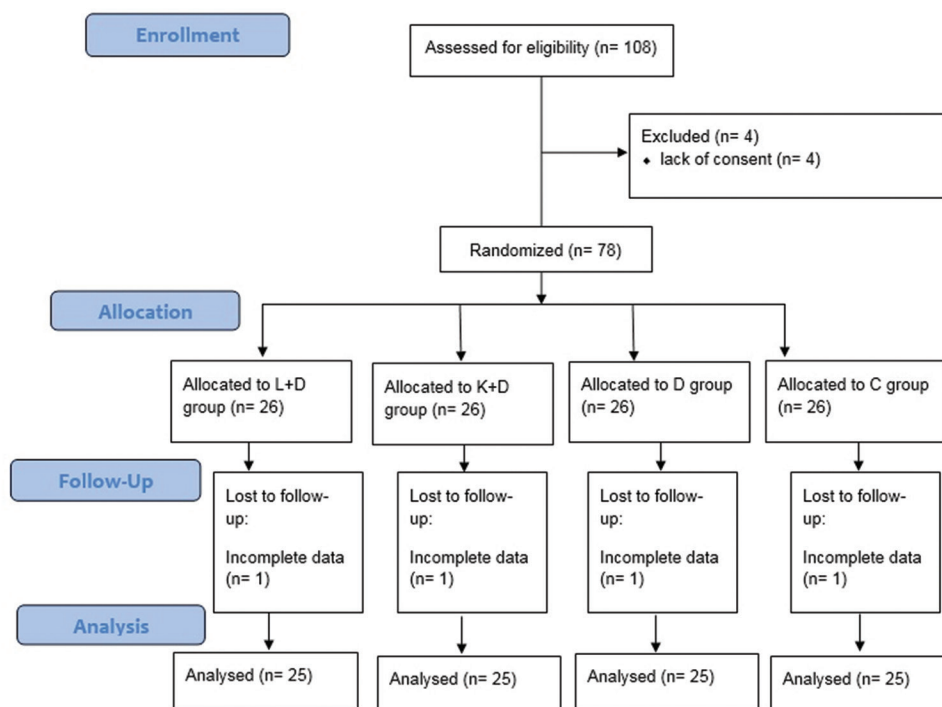 Enrollment
Assessed for eligibility (n= 108)
Excluded (n= 4)
⬥ lack of consent (n= 4)
Randomized (n= 78)
Allocation
Allocated to L+D
group (n= 26)
Allocated to K+D
group (n= 26)
Allocated to D group
(n= 26)
Allocated to C group
(n= 26)
Follow-Up
Lost to follow-
up:
Incomplete data
(n= 1)
Lost to follow-
up:
Incomplete data
(n= 1)
Lost to follow-
up:
Incomplete data
(n= 1)
Lost to follow-
up:
Incomplete data
(n= 1)
Analysis
Analysed (n= 25)
Analysed (n= 25)
Analysed (n= 25)
Analysed (n= 25)